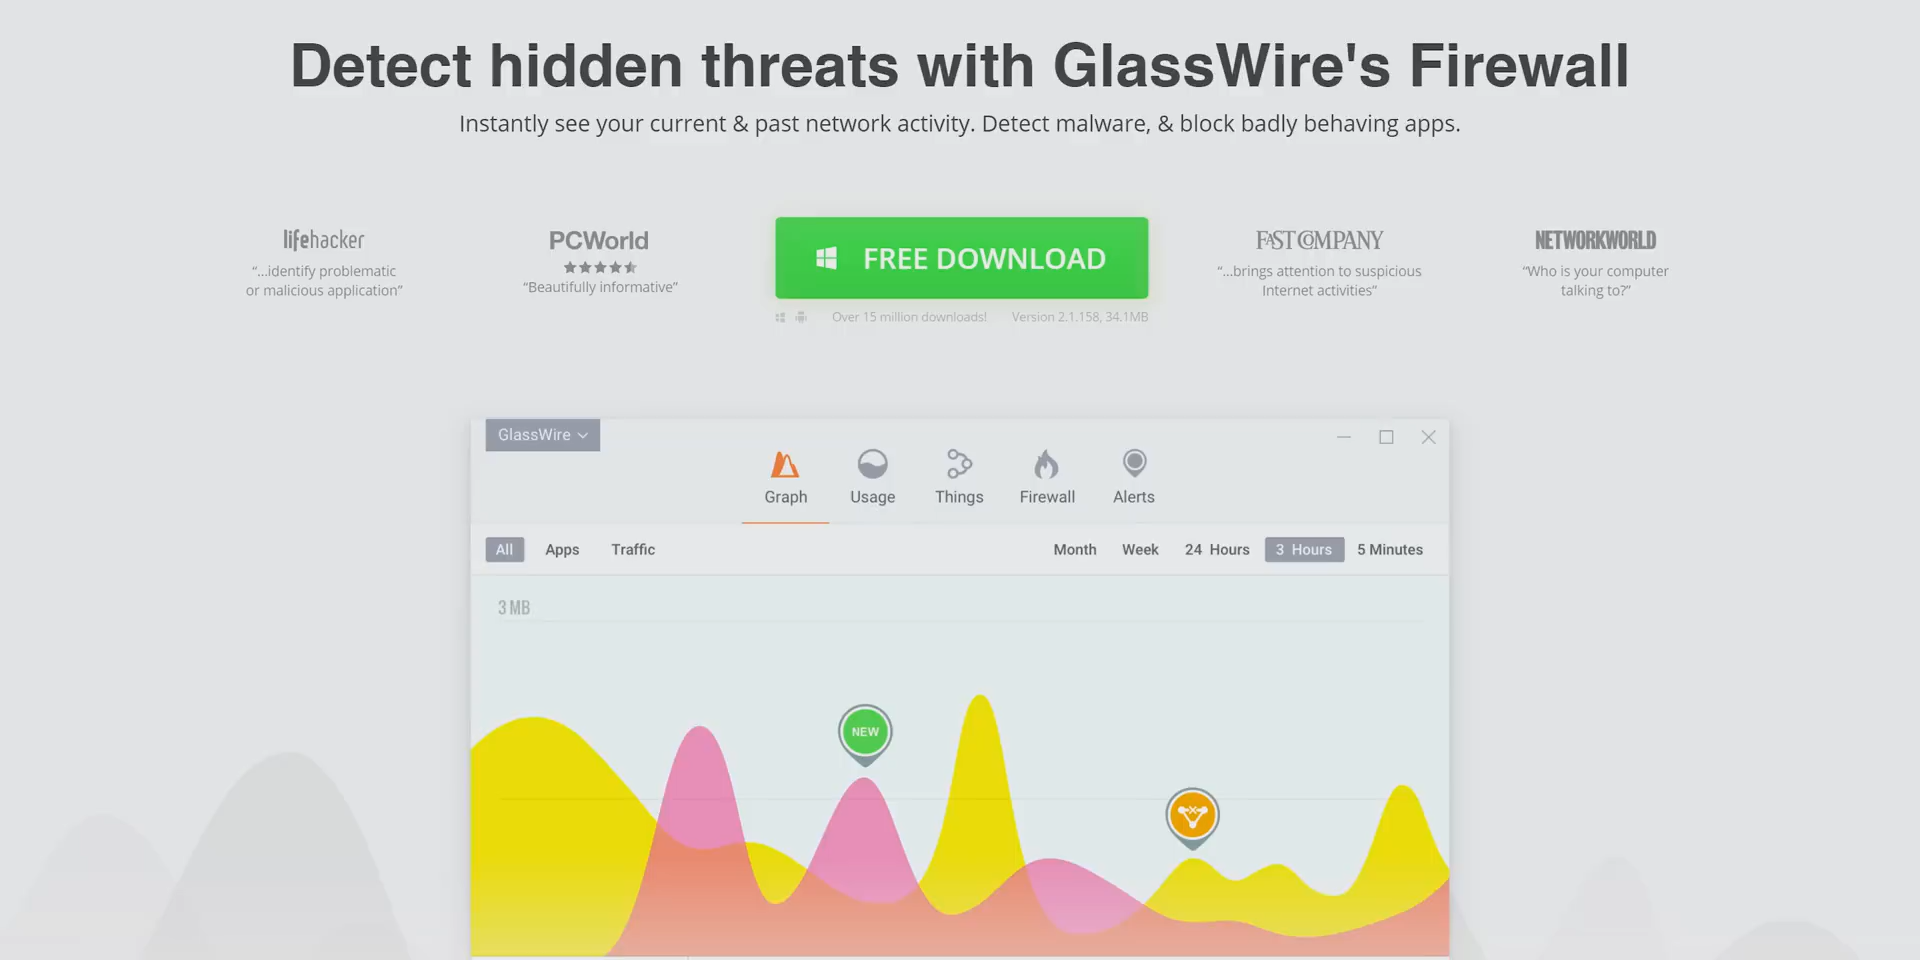 Detect hidden threats with GlassWire's Firewall
Instantly see your current & past network activity. Detect malware, & block badly behaving apps.
lifehacker
“...identify problematic
or malicious application”
PCWorld
“Beautifully informative”
FREE DOWNLOAD
Over 15 million downloads! Version 2.1.158, 34.1MB
FAST COMPANY
“...brings attention to suspicious
Internet activities”
NETWORKWORLD
“Who is your computer
talking to?”
GlassWire
Graph Usage Things Firewall Alerts
All Apps Traffic Month Week 24 Hours 3 Hours 5 Minutes
3 MB
NEW